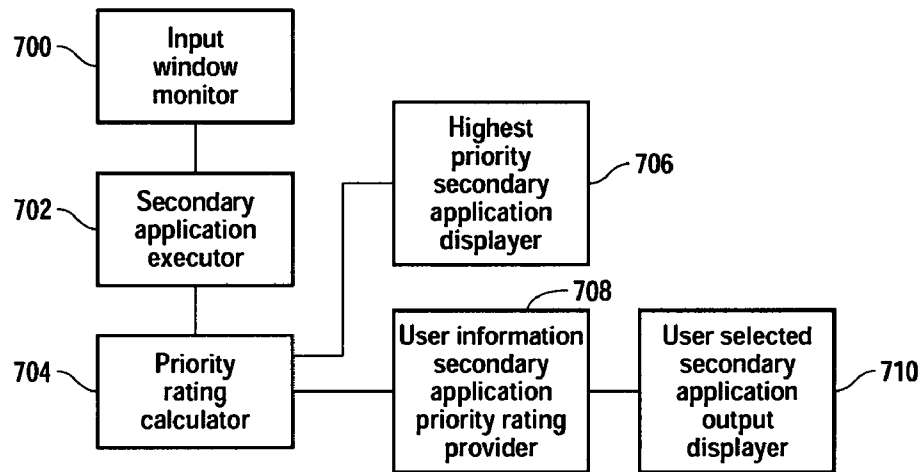 700
Input
window
monitor
702
Secondary
application
executor
704
Priority
rating
calculator
Highest
priority
secondary
application
displayer
706
708
User information
secondary
application
priority rating
provider
User selected
secondary
application
output
displayer
710